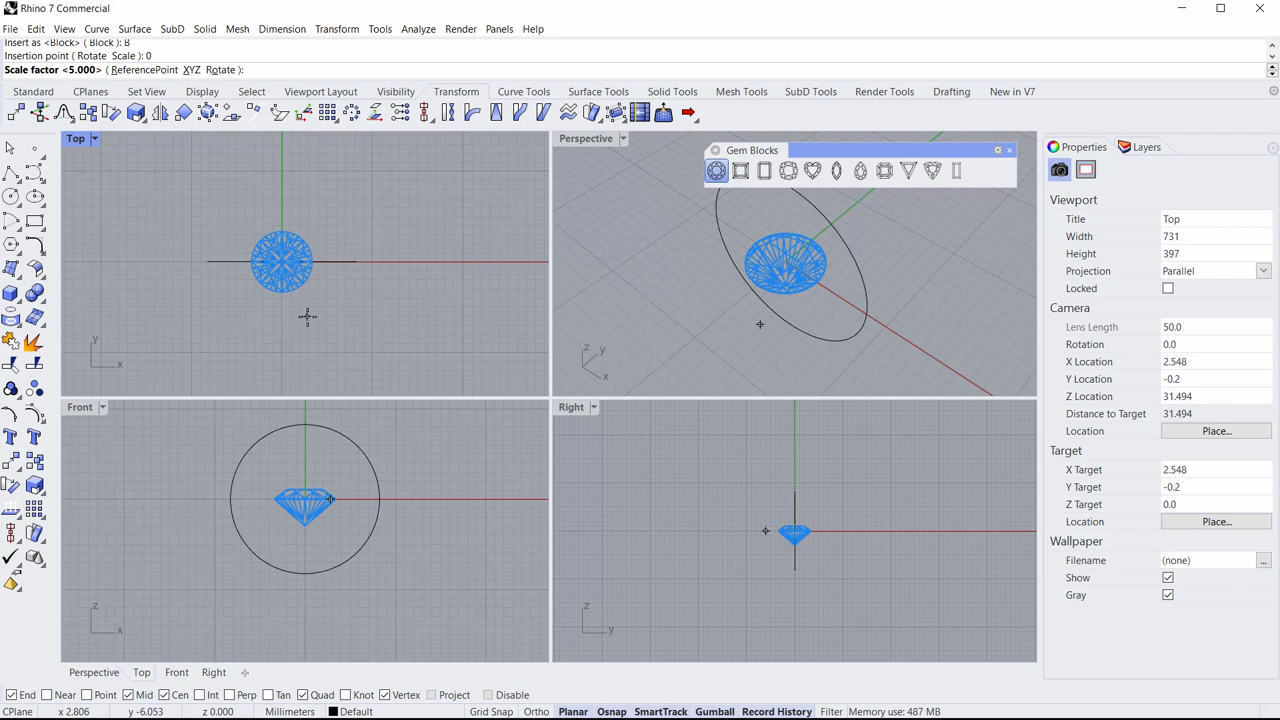 Rhino 7 Commercial
File Edit View Curve Surface SubD Solid Mesh Dimension Transform Tools Analyze Render Panels Help
Insert as <Block> ( Block ): B
Insertion point ( Rotate Scale ): 0
Scale factor <5.000> ( ReferencePoint XYZ Rotate ):
Standard CPlanes Set View Display Select Viewport Layout Visibility Transform Curve Tools Surface Tools Solid Tools Mesh Tools SubD Tools Render Tools Drafting New in V7
Top
y
x
Perspective
Gem Blocks
z
y
x
Front
z
x
Right
z
y
Properties Layers
Viewport
Title Top
Width 731
Height 397
Projection Parallel
Locked
Camera
Lens Length 50.0
Rotation 0.0
X Location 2.548
Y Location -0.2
Z Location 31.494
Distance to Target 31.494
Location Place...
Target
X Target 2.548
Y Target -0.2
Z Target 0.0
Location Place...
Wallpaper
Filename (none) ...
Show
Gray
Perspective Top Front Right
End Near Point Mid Cen Int Perp Tan Quad Knot Vertex Project Disable
CPlane x 2.806 y -6.053 z 0.000 Millimeters Default Grid Snap Ortho Planar Osnap SmartTrack Gumball Record History Filter Memory use: 487 MB